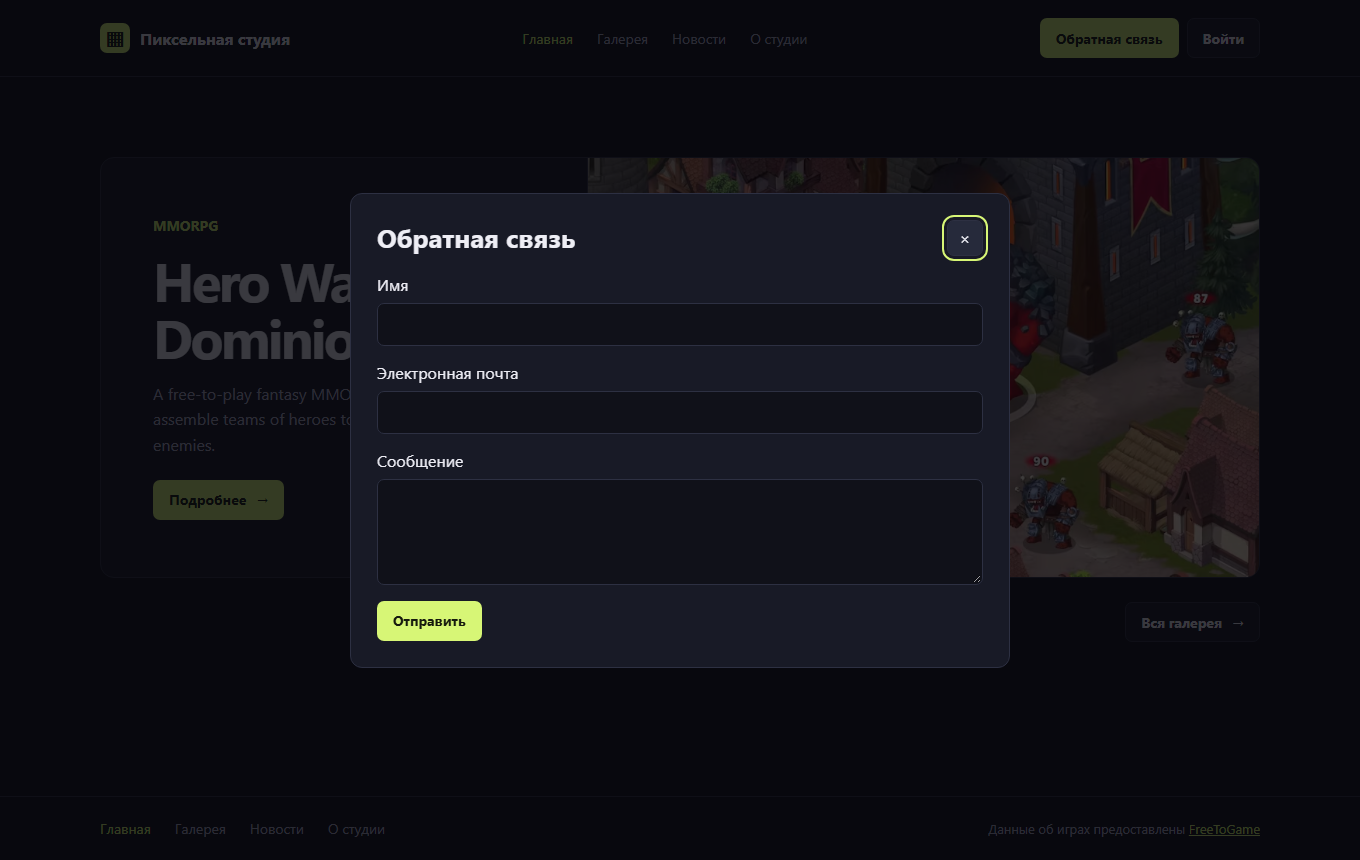 Пиксельная студия
Главная Галерея Новости О студии
Обратная связь Войти
MMORPG
Hero Wa
Dominio
A free-to-play fantasy MMO
assemble teams of heroes to
enemies.
Подробнее →
87
90
Обратная связь
×
Имя
Электронная почта
Сообщение
Отправить
Вся галерея →
Главная Галерея Новости О студии
Данные об играх предоставлены FreeToGame